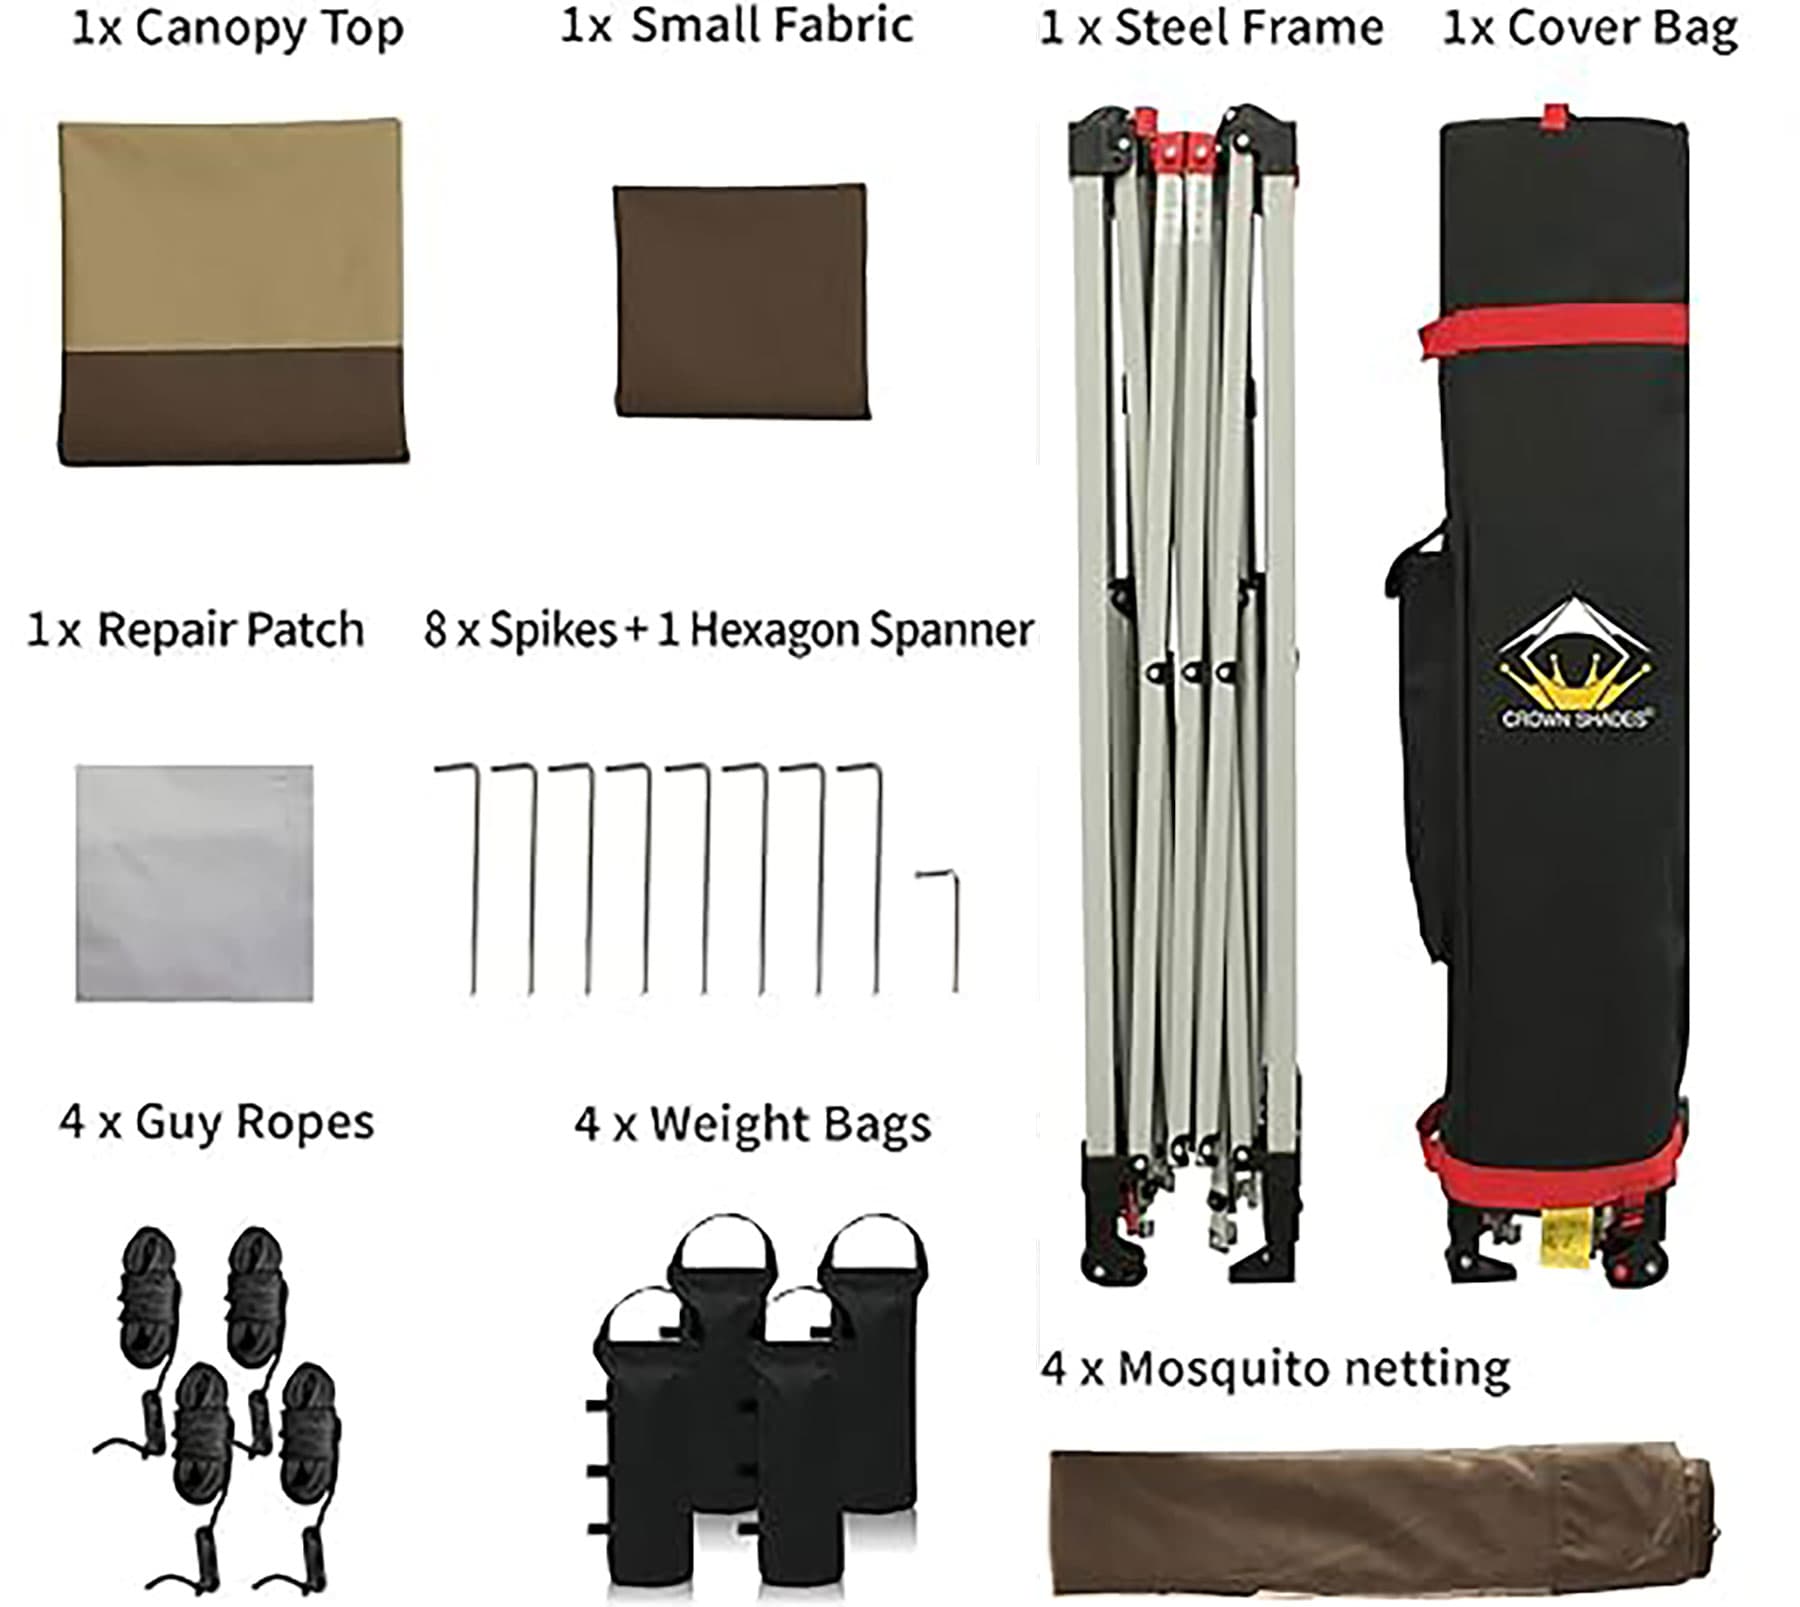 1x Canopy Top
1x Small Fabric
1 x Steel Frame
1x Cover Bag
1x Repair Patch
8 x Spikes + 1 Hexagon Spanner
CROWN SHADES®
4 x Guy Ropes
4 x Weight Bags
4 x Mosquito netting